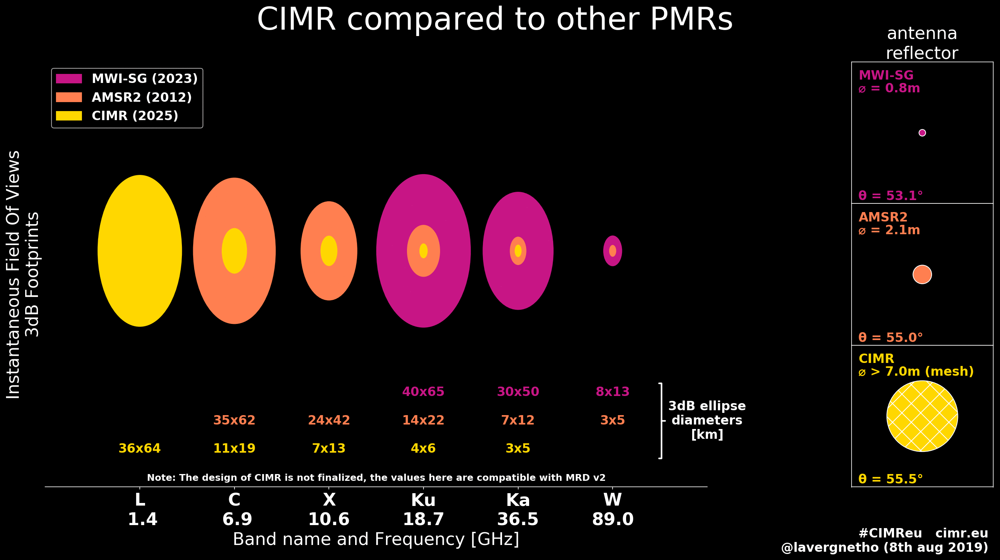 CIMR compared to other PMRs
antenna
reflector
MWI-SG (2023)
AMSR2 (2012)
CIMR (2025)
Instantaneous Field Of Views
3dB Footprints
MWI-SG
⌀ = 0.8m
θ = 53.1°
AMSR2
⌀ = 2.1m
θ = 55.0°
CIMR
⌀ > 7.0m (mesh)
θ = 55.5°
40x65 30x50 8x13
35x62 24x42 14x22 7x12 3x5
36x64 11x19 7x13 4x6 3x5
3dB ellipse
diameters
[km]
Note: The design of CIMR is not finalized, the values here are compatible with MRD v2
L C X Ku Ka W
1.4 6.9 10.6 18.7 36.5 89.0
Band name and Frequency [GHz]
#CIMReu cimr.eu
@lavergnetho (8th aug 2019)